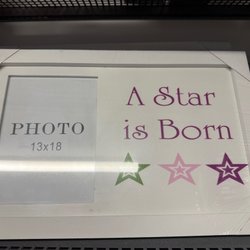 PHOTO
13x18
A Star
is Born